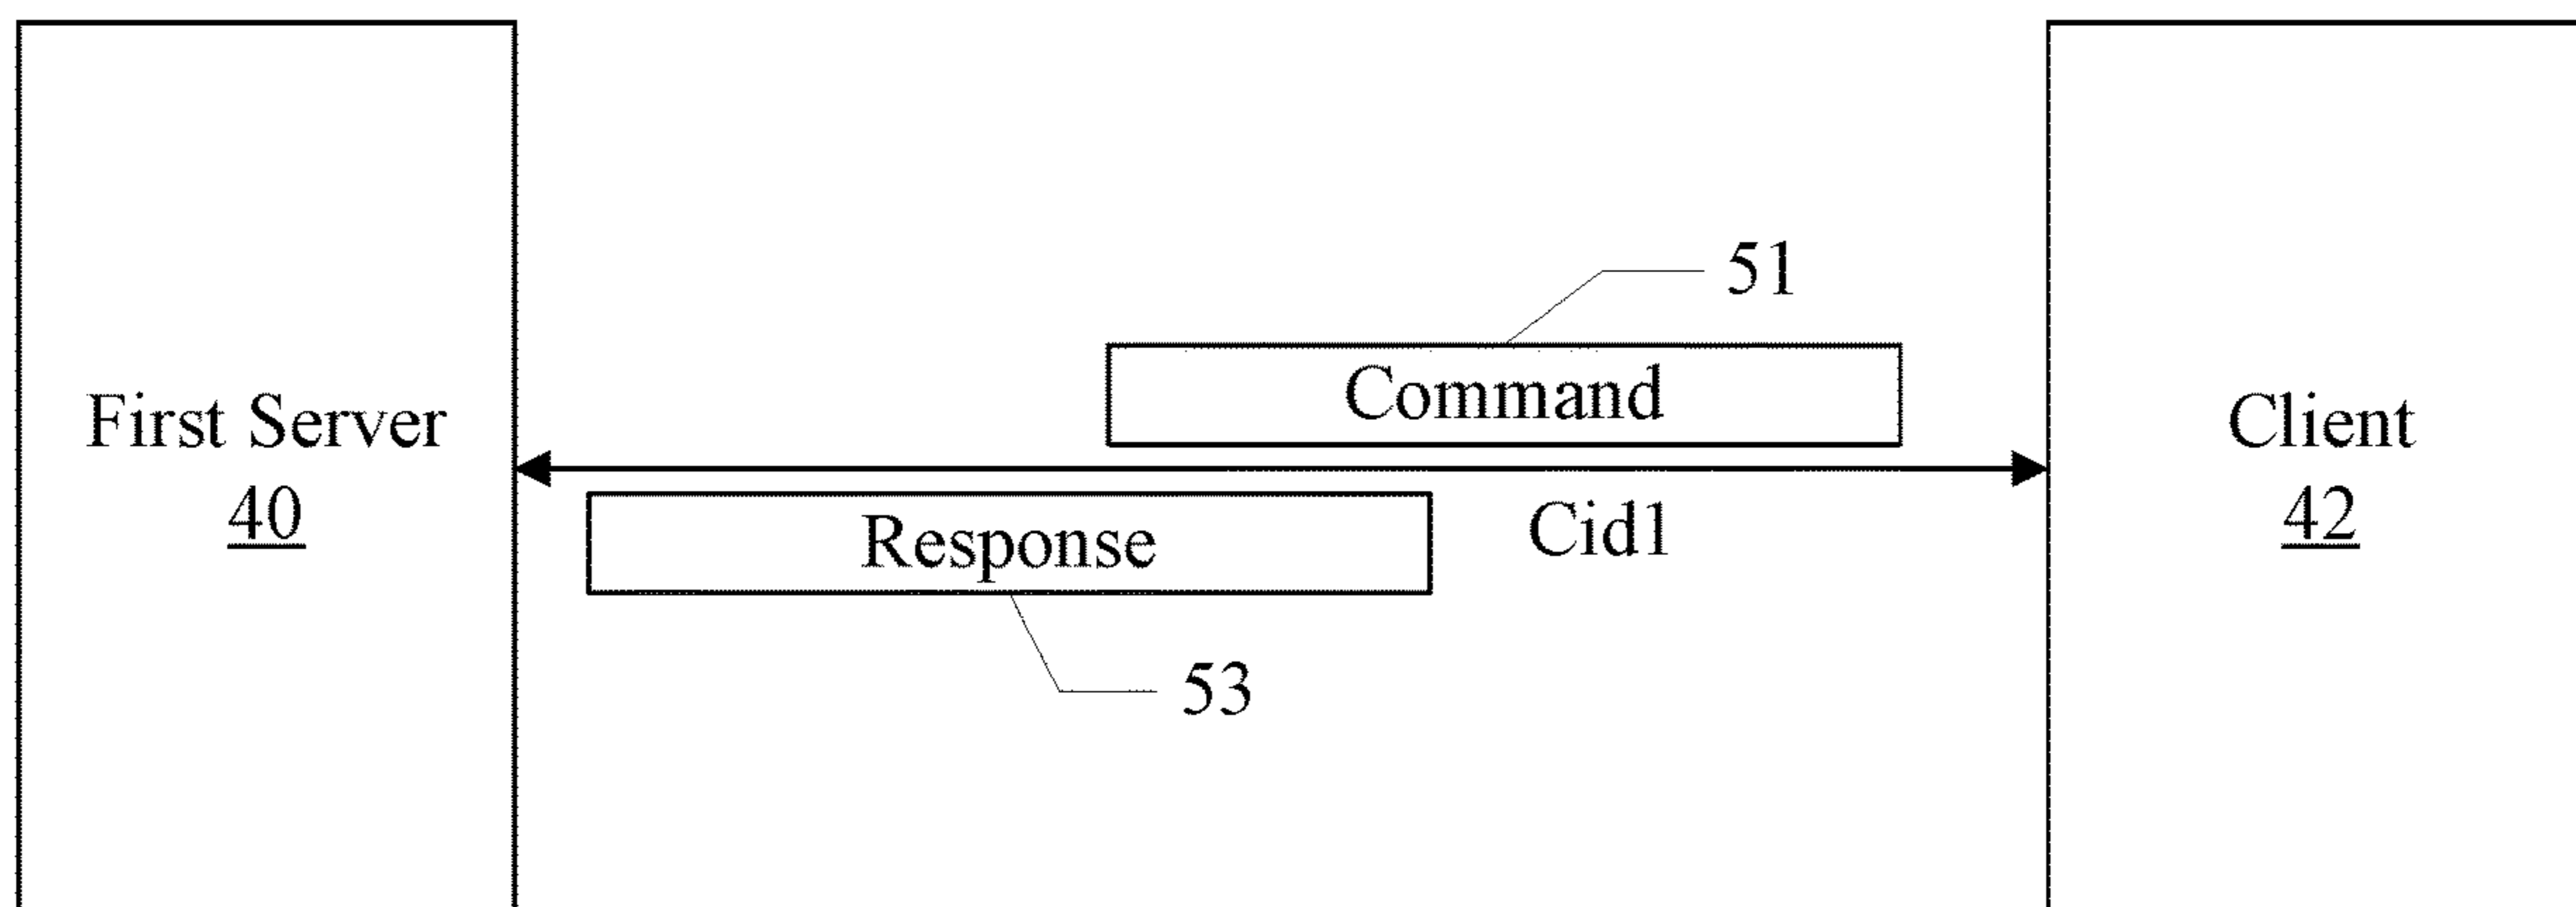 51
Command
First Server
40
Client
42
Cid1
Response
53